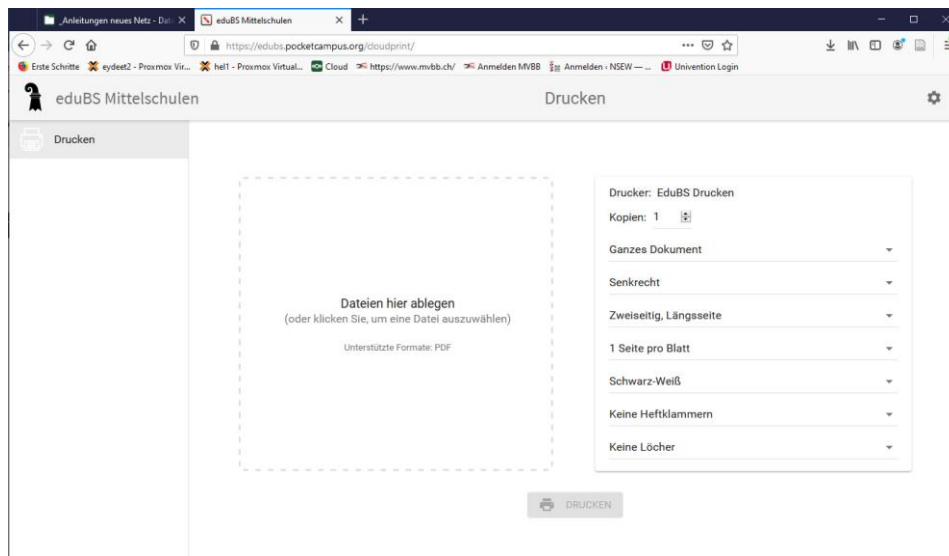 _Anleitungen neues Netz - Dat
eduBS Mittelschulen
https://edubs.pocketcampus.org/cloudprint/
Erste Schritte
eydeet2 - Proxmox Vir...
hell1 - Proxmox Virtual...
Cloud
https://www.mvbb.ch/
Anmelden MVBB
Anmelden ‹ NSEW — ...
Univention Login
eduBS Mittelschulen
Drucken
Drucken
Dateien hier ablegen
(oder klicken Sie, um eine Datei auszuwählen)
Unterstützte Formate: PDF
Drucker: EduBS Drucken
Kopien: 1
Ganzes Dokument
Senkrecht
Zweiseitig, Längsseite
1 Seite pro Blatt
Schwarz-Weiß
Keine Heftklammern
Keine Löcher
DRUCKEN